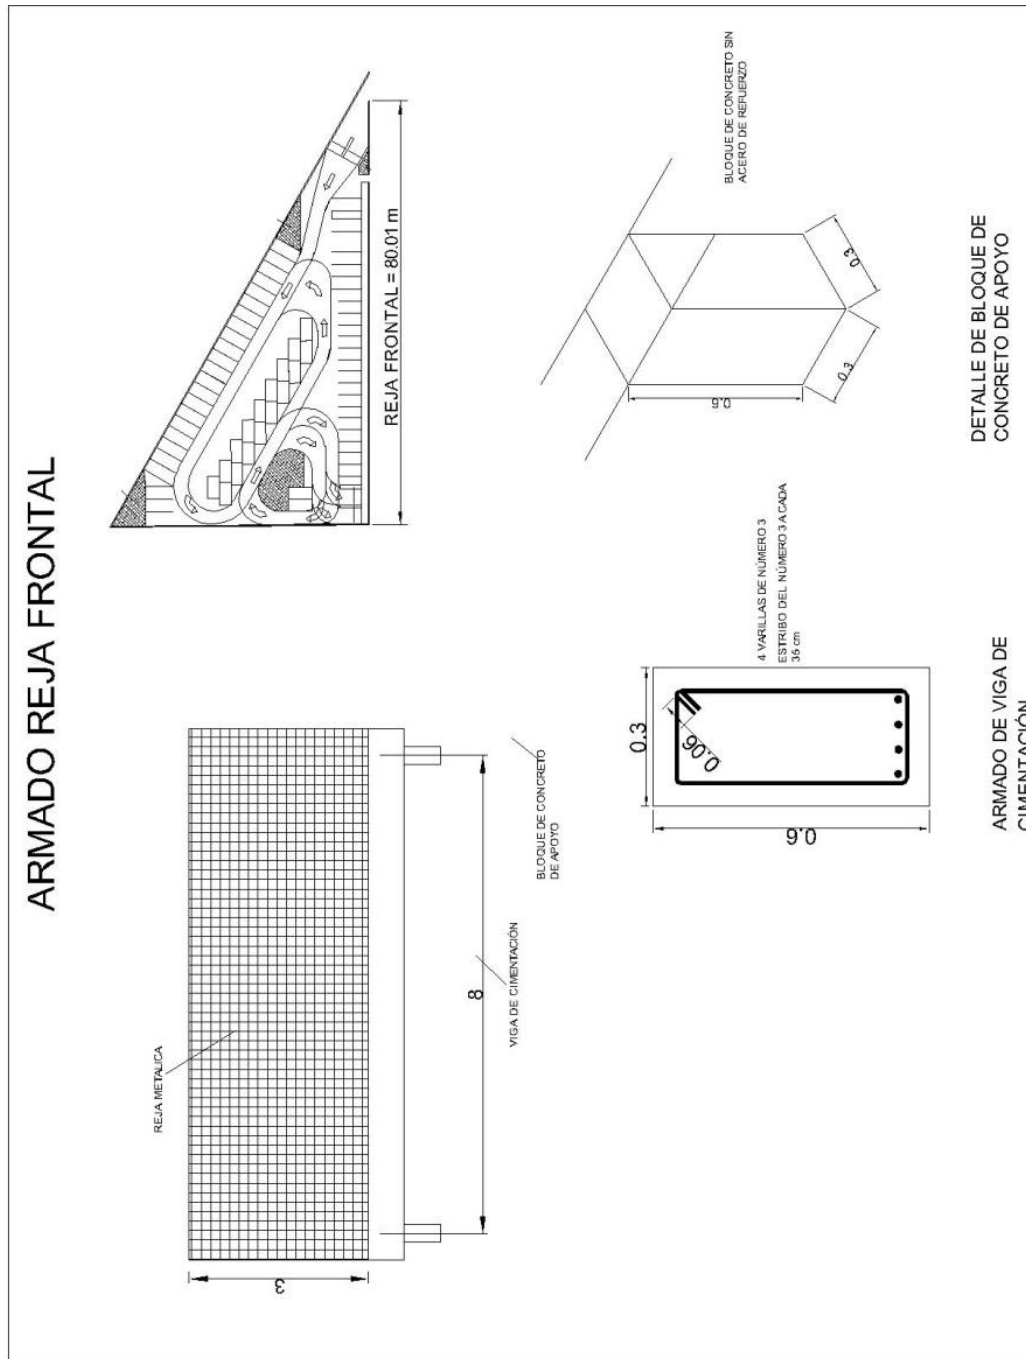 ARMADO REJA FRONTAL
REJA METALICA
3
8
VIGA DE CIMENTACIÓN
BLOQUE DE CONCRETO
DE APOYO
REJA FRONTAL = 80.01 m
0.3
0.06
0.6
4 VARILLAS DE NÚMERO 3
ESTRIBO DEL NÚMERO 3 A CADA
35 cm
ARMADO DE VIGA DE
CIMENTACIÓN
BLOQUE DE CONCRETO SIN
ACERO DE REFUERZO
0.6
0.3
0.3
DETALLE DE BLOQUE DE
CONCRETO DE APOYO